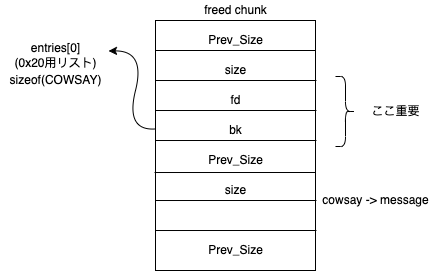 freed chunk
entries[0]
(0x20用リスト)
sizeof(COWSAY)
Prev_Size
size
fd
bk
ここ重要
Prev_Size
size
cowsay -> message
Prev_Size